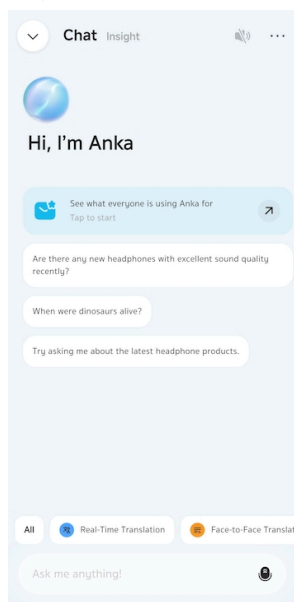 Chat Insight
Hi, I'm Anka
See what everyone is using Anka for
Tap to start
Are there any new headphones with excellent sound quality
recently?
When were dinosaurs alive?
Try asking me about the latest headphone products.
All Real-Time Translation Face-to-Face Translat
Ask me anything!